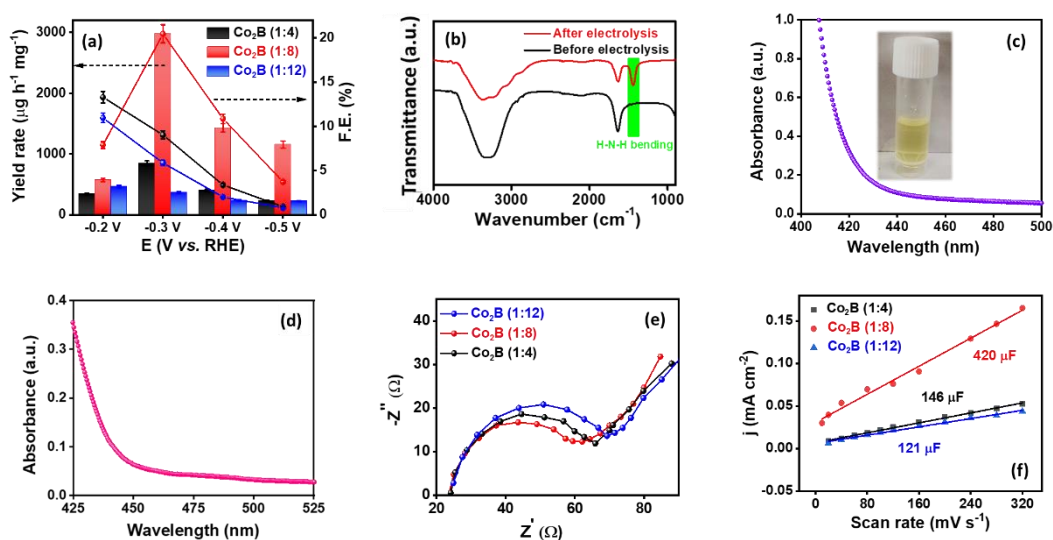 (a)
Co₂B (1:4)
Co₂B (1:8)
Co₂B (1:12)
Yield rate (μg h⁻¹ mg⁻¹)
3000
2000
1000
0
F.E. (%)
20
15
10
5
0
-0.2 V -0.3 V -0.4 V -0.5 V
E (V vs. RHE)
(b)
After electrolysis
Before electrolysis
H-N-H bending
Transmittance (a.u.)
4000 3000 2000 1000
Wavenumber (cm⁻¹)
(c)
Absorbance (a.u.)
1.0
0.8
0.6
0.4
0.2
0.0
400 420 440 460 480 500
Wavelength (nm)
(d)
Absorbance (a.u.)
0.4
0.3
0.2
0.1
0.0
425 450 475 500 525
Wavelength (nm)
(e)
Co₂B (1:12)
Co₂B (1:8)
Co₂B (1:4)
-Z'' (Ω)
40
30
20
10
0
20 40 60 80
Z' (Ω)
Co₂B (1:4)
Co₂B (1:8)
Co₂B (1:12)
420 μF
146 μF
121 μF
(f)
j (mA cm⁻²)
0.15
0.10
0.05
0.00
-0.05
0 80 160 240 320
Scan rate (mV s⁻¹)